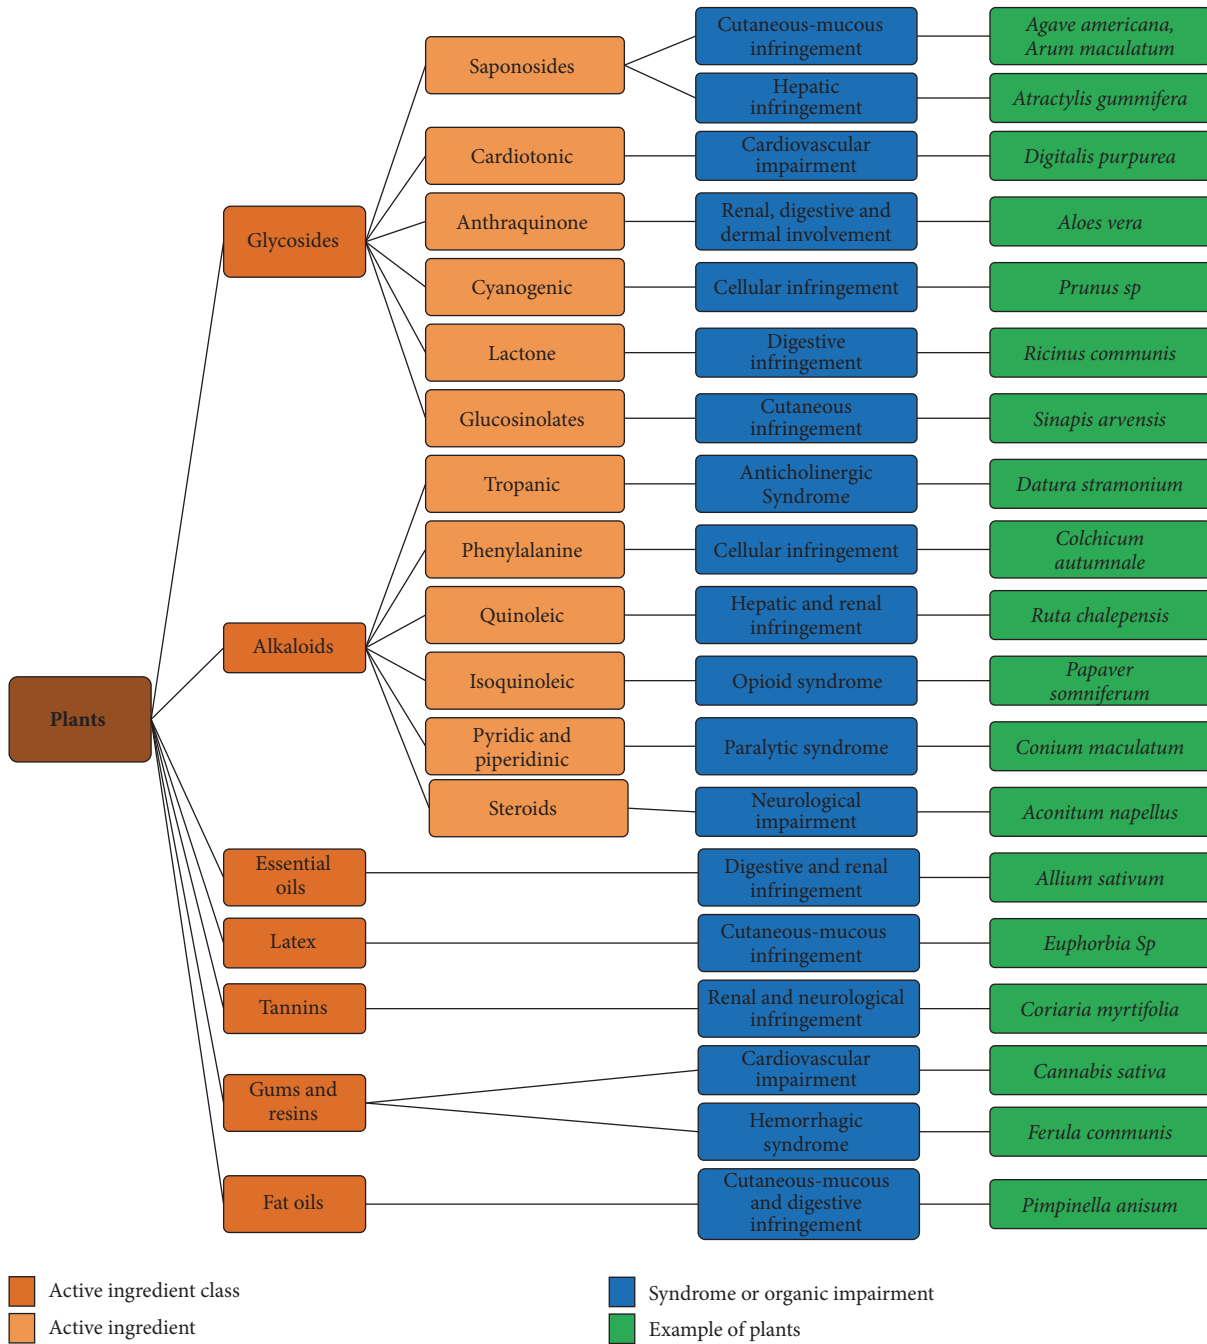 Cutaneous-mucous
infringement
Agave americana,
Arum maculatum
Saponosides
Hepatic
infringement
Atractylis gummifera
Cardiotonic
Cardiovascular
impairment
Digitalis purpurea
Glycosides
Anthraquinone
Renal, digestive and
dermal involvement
Aloes vera
Cyanogenic
Cellular infringement
Prunus sp
Lactone
Digestive
infringement
Ricinus communis
Glucosinolates
Cutaneous
infringement
Sinapis arvensis
Tropanic
Anticholinergic
Syndrome
Datura stramonium
Phenylalanine
Cellular infringement
Colchicum
autumnale
Quinoleic
Hepatic and renal
infringement
Ruta chalepensis
Alkaloids
Isoquinoleic
Opioid syndrome
Papaver
somniferum
Plants
Pyridic and
piperidinic
Paralytic syndrome
Conium maculatum
Steroids
Neurological
impairment
Aconitum napellus
Essential
oils
Digestive and renal
infringement
Allium sativum
Latex
Cutaneous-mucous
infringement
Euphorbia Sp
Tannins
Renal and neurological
infringement
Coriaria myrtifolia
Gums and
resins
Cardiovascular
impairment
Cannabis sativa
Hemorrhagic
syndrome
Ferula communis
Fat oils
Cutaneous-mucous
and digestive
infringement
Pimpinella anisum
Active ingredient class
Syndrome or organic impairment
Active ingredient
Example of plants